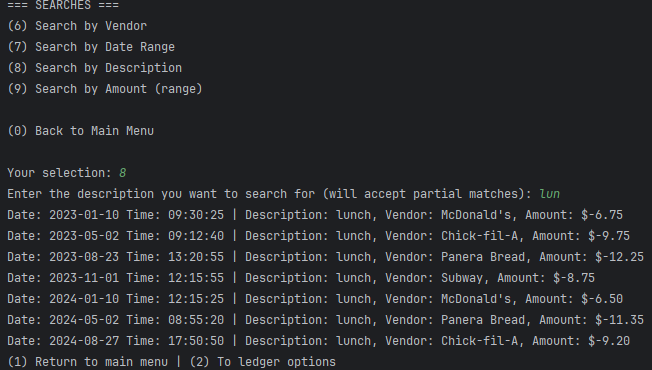 === SEARCHES ===
(6) Search by Vendor
(7) Search by Date Range
(8) Search by Description
(9) Search by Amount (range)
(0) Back to Main Menu
Your selection: 8
Enter the description you want to search for (will accept partial matches): lun
Date: 2023-01-10 Time: 09:30:25 | Description: lunch, Vendor: McDonald's, Amount: $-6.75
Date: 2023-05-02 Time: 09:12:40 | Description: lunch, Vendor: Chick-fil-A, Amount: $-9.75
Date: 2023-08-23 Time: 13:20:55 | Description: lunch, Vendor: Panera Bread, Amount: $-12.25
Date: 2023-11-01 Time: 12:15:55 | Description: lunch, Vendor: Subway, Amount: $-8.75
Date: 2024-01-10 Time: 12:15:25 | Description: lunch, Vendor: McDonald's, Amount: $-6.50
Date: 2024-05-02 Time: 08:55:20 | Description: lunch, Vendor: Panera Bread, Amount: $-11.35
Date: 2024-08-27 Time: 17:50:50 | Description: lunch, Vendor: Chick-fil-A, Amount: $-9.20
(1) Return to main menu | (2) To ledger options